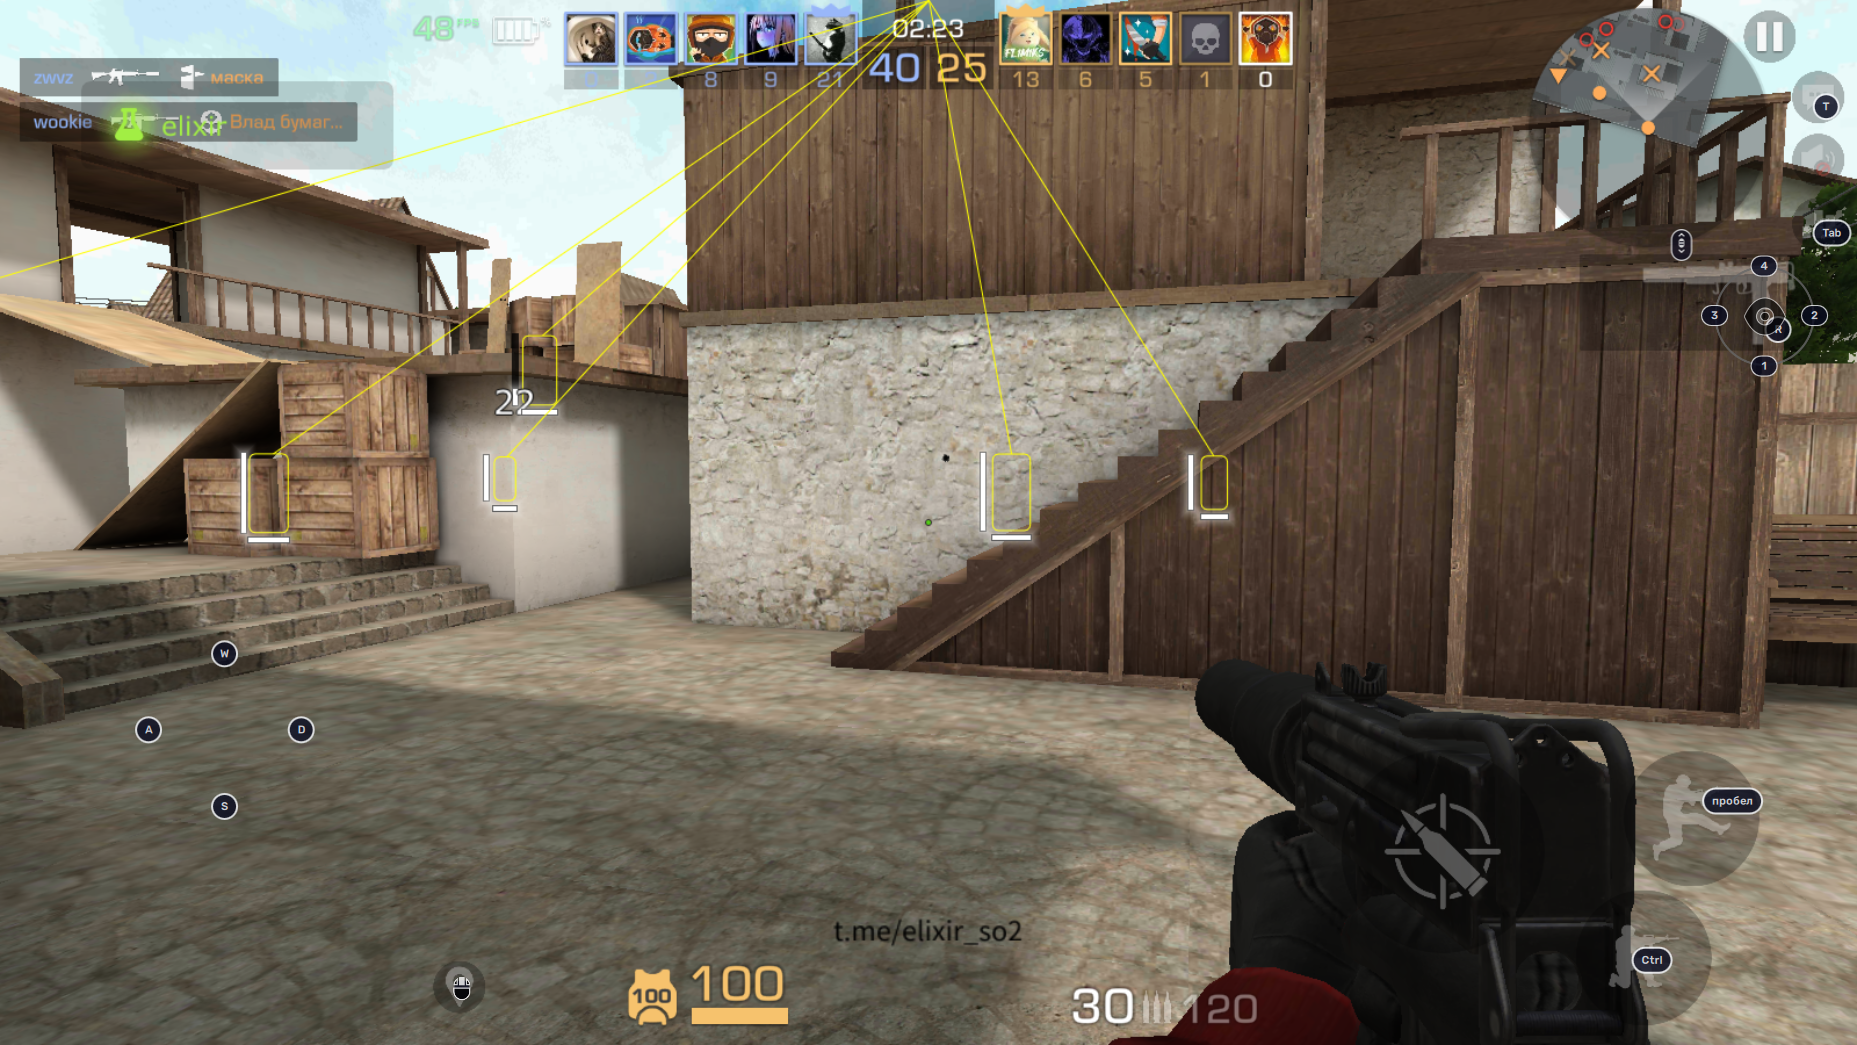 48 FPS %
02:23
8 9 21 40 25 13 6 5 1 0
FLIMIKS
zwvz маска
wookie Влад бумаг...
elixir
T
Tab
4
3 2
R
1
22
W
A D
S
пробел
Ctrl
t.me/elixir_so2
100 100
30 120